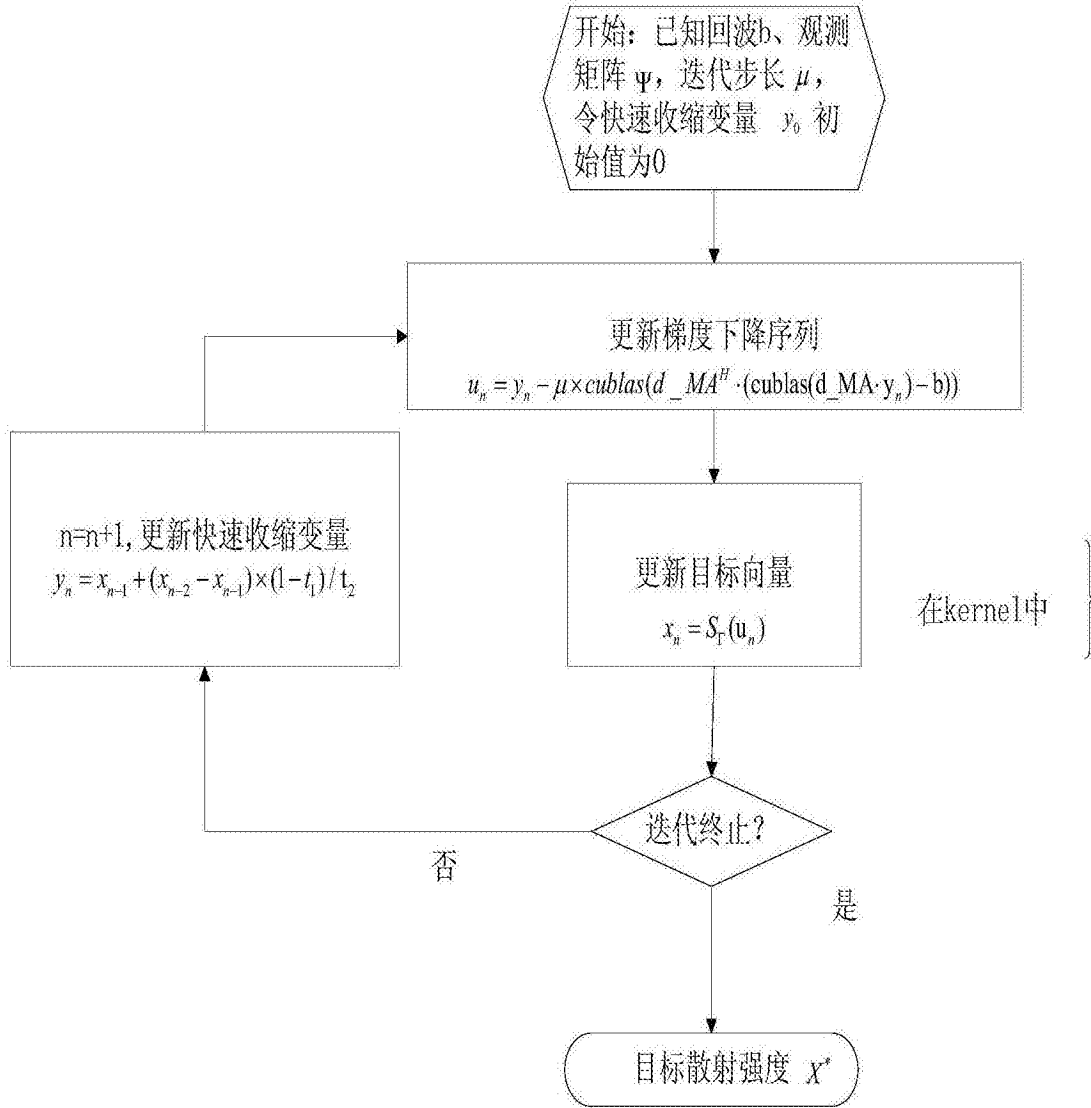 开始：已知回波b、观测
矩阵 ψ，迭代步长 μ，
令快速收缩变量 y₀ 初
始值为0
更新梯度下降序列
uₙ = yₙ − μ×cublas(d _ MAᴴ ·(cublas(d_MA·yₙ)−b))
n=n+1,更新快速收缩变量
yₙ = xₙ₋₁ + (xₙ₋₂ − xₙ₋₁)×(1−t₁)/t₂
更新目标向量
xₙ = S_Γ(uₙ)
在kernel中
迭代终止？
否
是
目标散射强度 X*